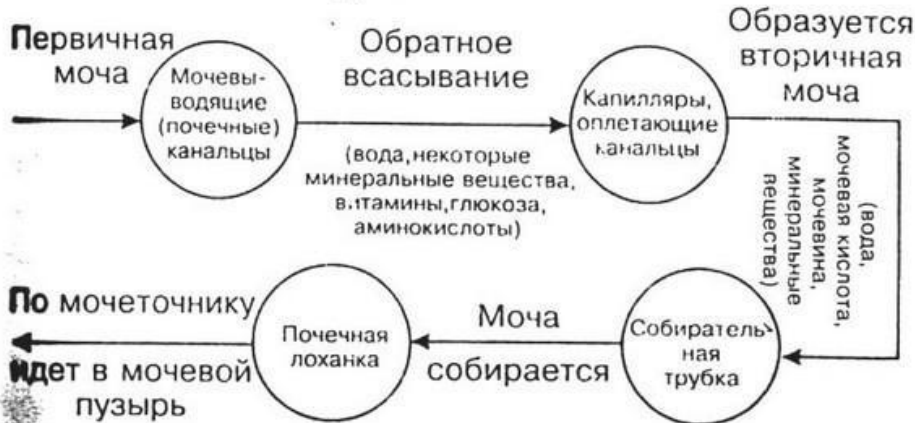 Первичная
моча
Мочевы-
водящие
(почечные)
канальцы
Обратное
всасывание
(вода, некоторые
минеральные вещества,
витамины, глюкоза,
аминокислоты)
Капилляры,
оплетающие
канальцы
Образуется
вторичная
моча
(вода,
мочевая кислота,
мочевина,
минеральные
вещества)
Собиратель-
ная
трубка
Моча
собирается
Почечная
лоханка
По мочеточнику
идет в мочевой
пузырь